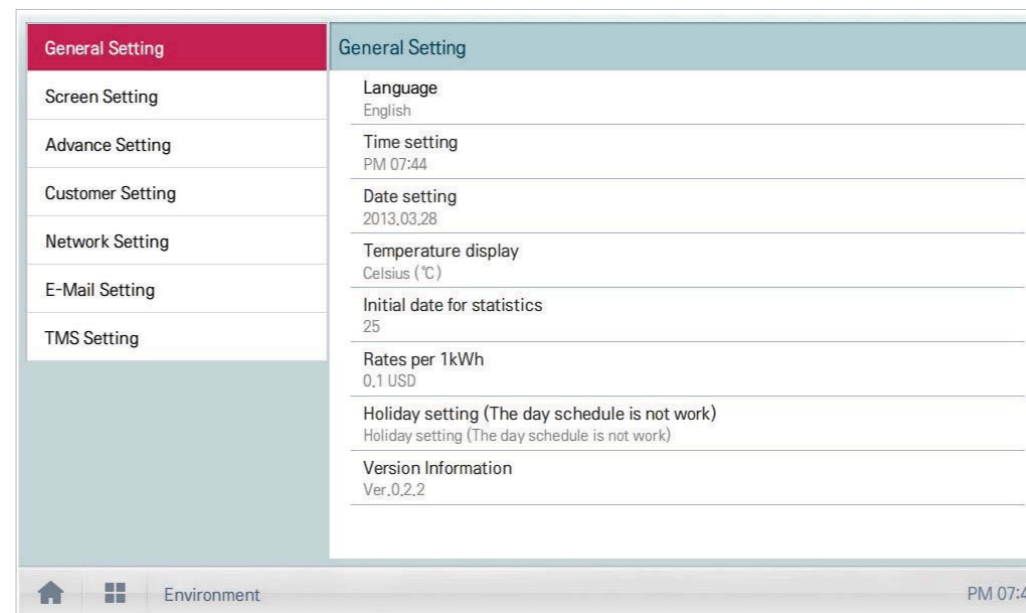 General Setting
Screen Setting
Advance Setting
Customer Setting
Network Setting
E-Mail Setting
TMS Setting
General Setting
Language
English
Time setting
PM 07:44
Date setting
2013.03.28
Temperature display
Celsius (℃)
Initial date for statistics
25
Rates per 1kWh
0.1 USD
Holiday setting (The day schedule is not work)
Holiday setting (The day schedule is not work)
Version Information
Ver.0.2.2
Environment
PM 07:4